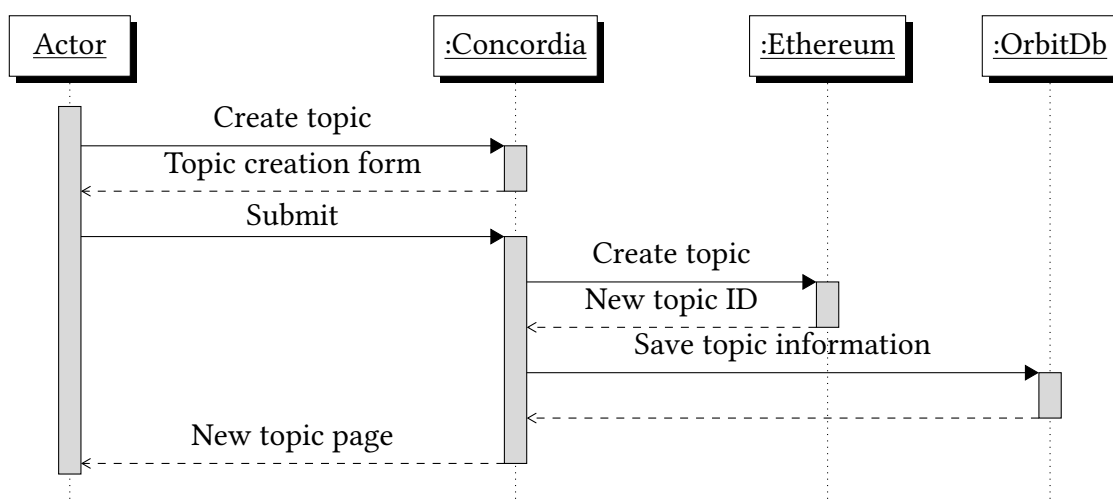 Actor
:Concordia
:Ethereum
:OrbitDb
Create topic
Topic creation form
Submit
Create topic
New topic ID
Save topic information
New topic page